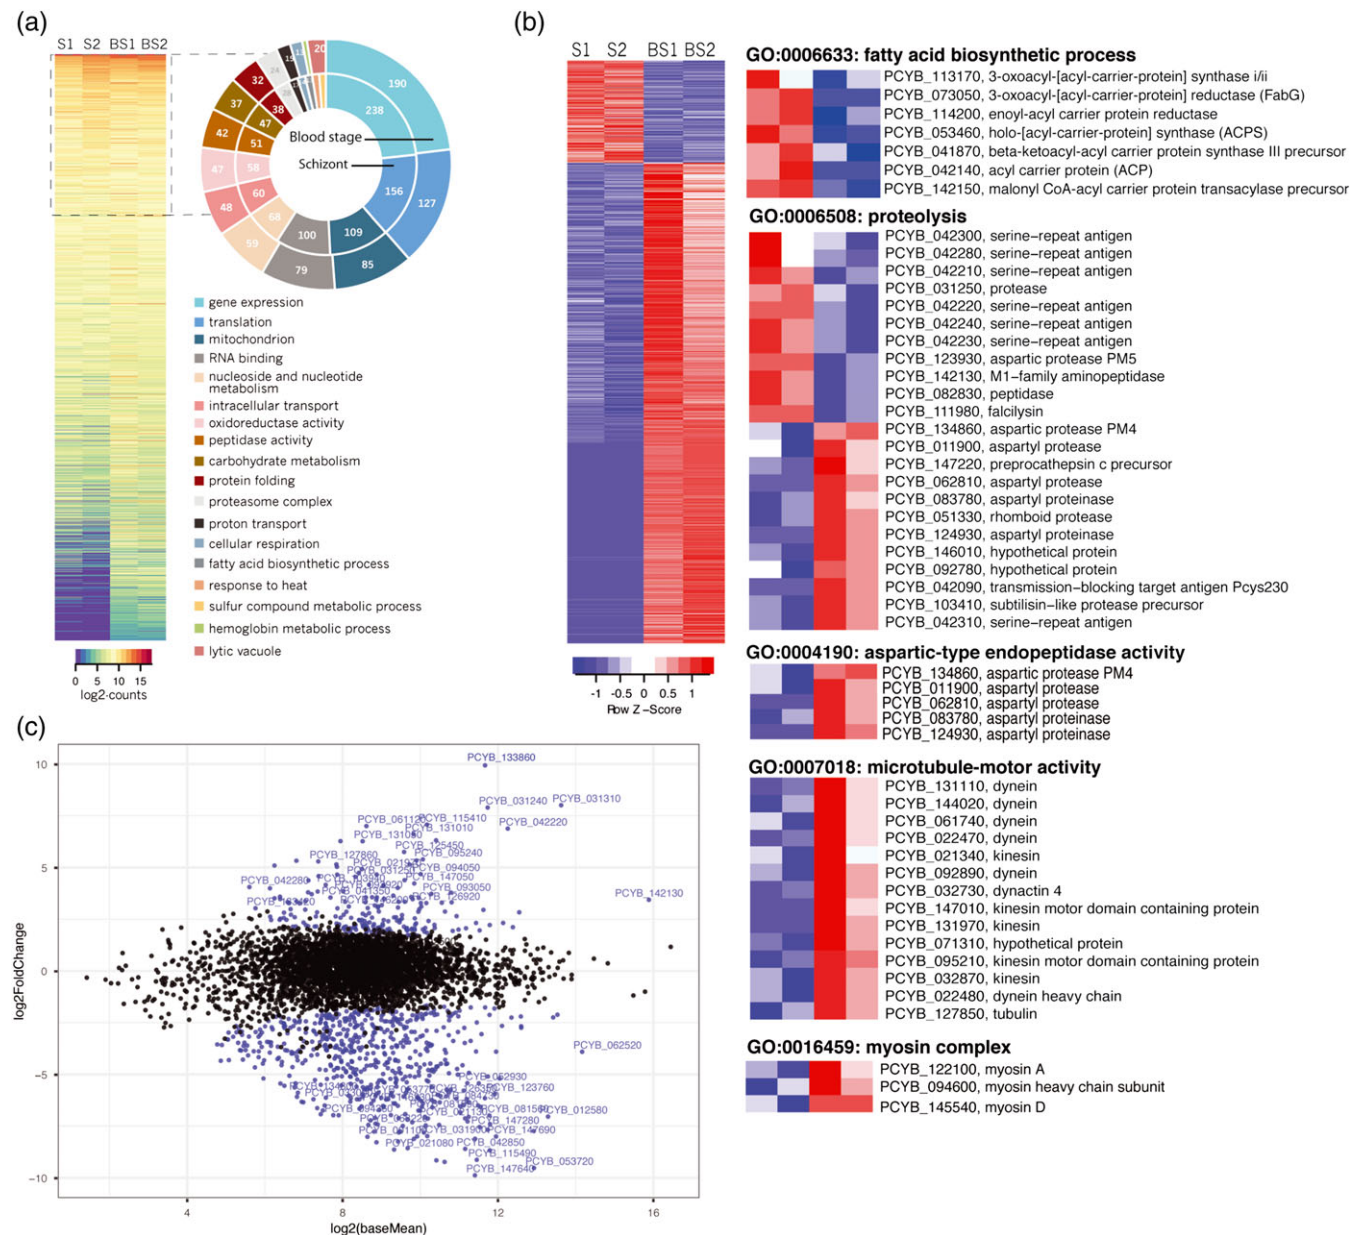 (a)
S1 S2 BS1 BS2
20
190
238
127
156
85
109
79
100
59
68
48
60
47
58
42
51
37
47
32
38
24
28
15
13
Blood stage
Schizont
gene expression
translation
mitochondrion
RNA binding
nucleoside and nucleotide
metabolism
intracellular transport
oxidoreductase activity
peptidase activity
carbohydrate metabolism
protein folding
proteasome complex
proton transport
cellular respiration
fatty acid biosynthetic process
response to heat
sulfur compound metabolic process
hemoglobin metabolic process
lytic vacuole
0 5 10 15
log2-counts
(b)
S1 S2 BS1 BS2
-1 -0.5 0 0.5 1
Row Z-Score
GO:0006633: fatty acid biosynthetic process
PCYB_113170, 3-oxoacyl-[acyl-carrier-protein] synthase i/ii
PCYB_073050, 3-oxoacyl-[acyl-carrier-protein] reductase (FabG)
PCYB_114200, enoyl-acyl carrier protein reductase
PCYB_053460, holo-[acyl-carrier-protein] synthase (ACPS)
PCYB_041870, beta-ketoacyl-acyl carrier protein synthase III precursor
PCYB_042140, acyl carrier protein (ACP)
PCYB_142150, malonyl CoA-acyl carrier protein transacylase precursor
GO:0006508: proteolysis
PCYB_042300, serine-repeat antigen
PCYB_042280, serine-repeat antigen
PCYB_042210, serine-repeat antigen
PCYB_031250, protease
PCYB_042220, serine-repeat antigen
PCYB_042240, serine-repeat antigen
PCYB_042230, serine-repeat antigen
PCYB_123930, aspartic protease PM5
PCYB_142130, M1-family aminopeptidase
PCYB_082830, peptidase
PCYB_111980, falcilysin
PCYB_134860, aspartic protease PM4
PCYB_011900, aspartyl protease
PCYB_147220, preprocathepsin c precursor
PCYB_062810, aspartyl protease
PCYB_083780, aspartyl proteinase
PCYB_051330, rhomboid protease
PCYB_124930, aspartyl proteinase
PCYB_146010, hypothetical protein
PCYB_092780, hypothetical protein
PCYB_042090, transmission-blocking target antigen Pcys230
PCYB_103410, subtilisin-like protease precursor
PCYB_042310, serine-repeat antigen
GO:0004190: aspartic-type endopeptidase activity
PCYB_134860, aspartic protease PM4
PCYB_011900, aspartyl protease
PCYB_062810, aspartyl protease
PCYB_083780, aspartyl proteinase
PCYB_124930, aspartyl proteinase
GO:0007018: microtubule-motor activity
PCYB_131110, dynein
PCYB_144020, dynein
PCYB_061740, dynein
PCYB_022470, dynein
PCYB_021340, kinesin
PCYB_092890, dynein
PCYB_032730, dynactin 4
PCYB_147010, kinesin motor domain containing protein
PCYB_131970, kinesin
PCYB_071310, hypothetical protein
PCYB_095210, kinesin motor domain containing protein
PCYB_032870, kinesin
PCYB_022480, dynein heavy chain
PCYB_127850, tubulin
GO:0016459: myosin complex
PCYB_122100, myosin A
PCYB_094600, myosin heavy chain subunit
PCYB_145540, myosin D
(c)
log2FoldChange
10
5
0
−5
−10
4 8 12 16
log2(baseMean)
PCYB_133860
PCYB_031240
PCYB_031310
PCYB_115410
PCYB_042220
PCYB_131010
PCYB_125450
PCYB_127860
PCYB_095240
PCYB_094050
PCYB_042280
PCYB_147050
PCYB_041350
PCYB_093050
PCYB_126920
PCYB_142130
PCYB_062520
PCYB_123760
PCYB_012580
PCYB_147280
PCYB_147690
PCYB_021080
PCYB_042850
PCYB_115490
PCYB_053720
PCYB_147640